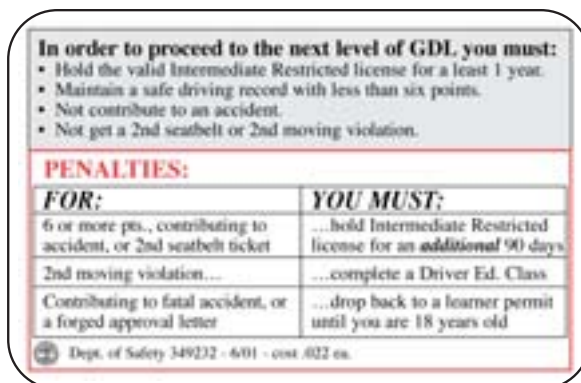 In order to proceed to the next level of GDL you must:
• Hold the valid Intermediate Restricted license for a least 1 year.
• Maintain a safe driving record with less than six points.
• Not contribute to an accident.
• Not get a 2nd seatbelt or 2nd moving violation.
PENALTIES:
FOR: YOU MUST:
6 or more pts., contributing to
accident, or 2nd seatbelt ticket
...hold Intermediate Restricted
license for an additional 90 days
2nd moving violation... ...complete a Driver Ed. Class
Contributing to fatal accident, or
a forged approval letter
...drop back to a learner permit
until you are 18 years old
Dept. of Safety 349232 - 6/01 - cost .022 ea.